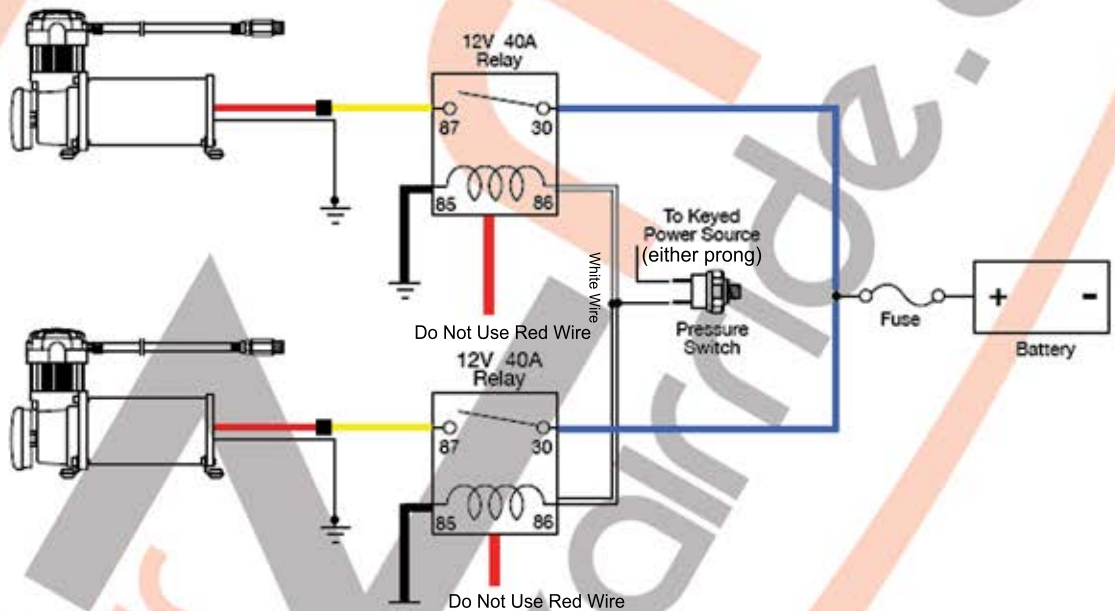 12V 40A
Relay
87
30
85
86
To Keyed
Power Source
(either prong)
White Wire
Pressure
Switch
Do Not Use Red Wire
Fuse
+
-
Battery
12V 40A
Relay
87
30
85
86
Do Not Use Red Wire
airride.